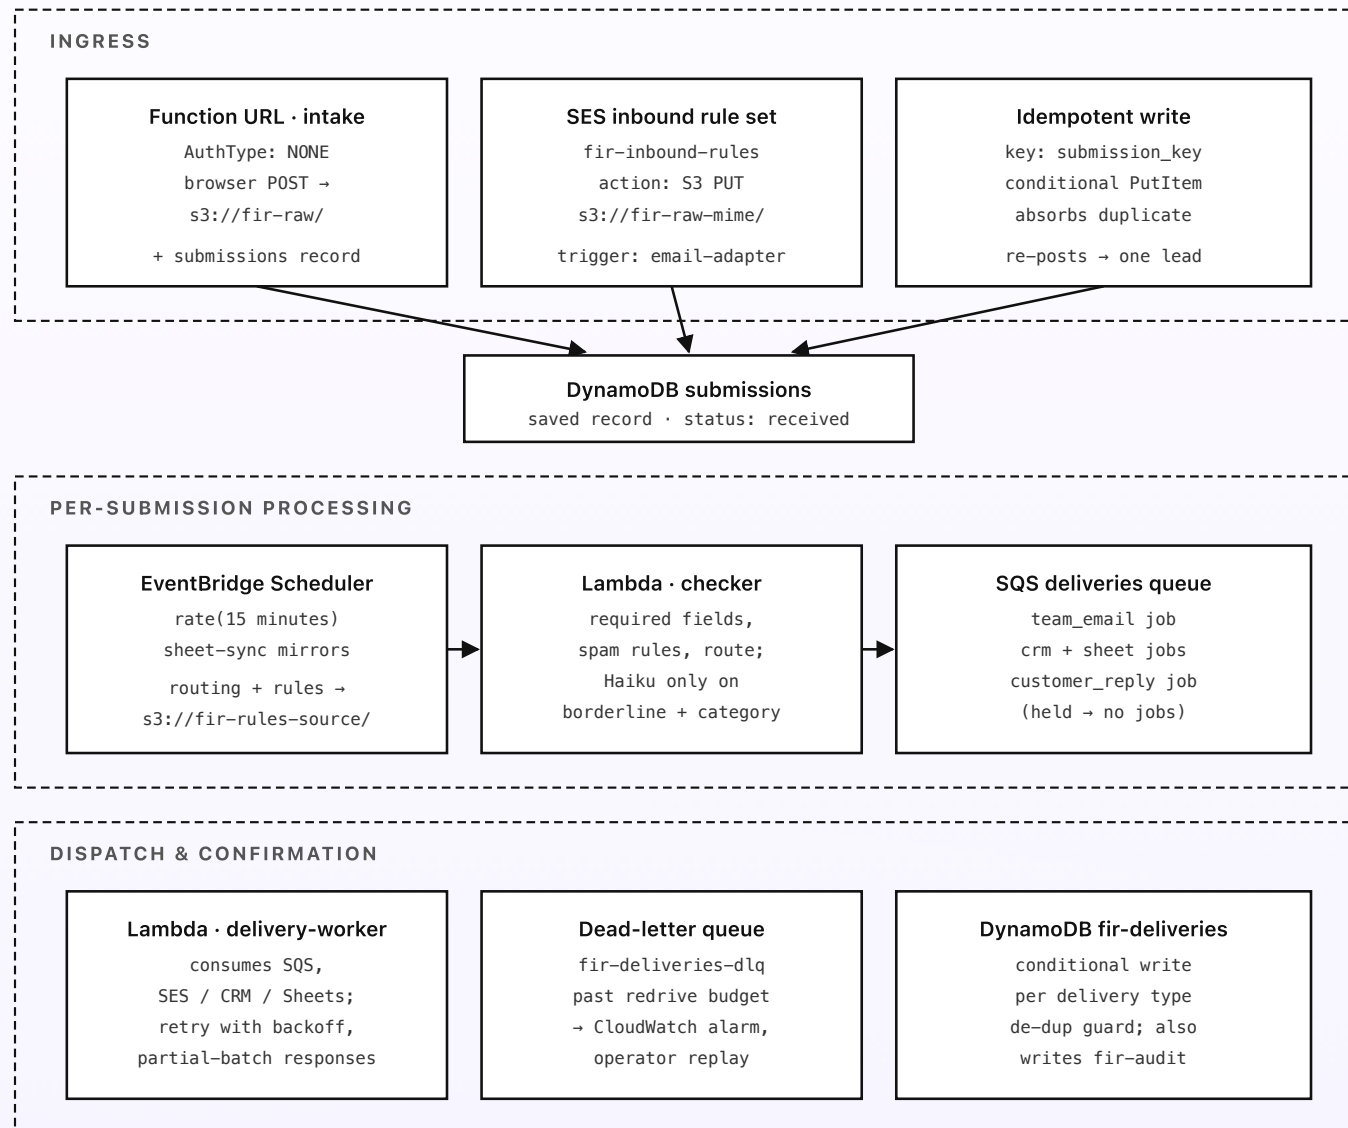 INGRESS
Function URL · intake
AuthType: NONE
browser POST →
s3://fir-raw/
+ submissions record
SES inbound rule set
fir-inbound-rules
action: S3 PUT
s3://fir-raw-mime/
trigger: email-adapter
Idempotent write
key: submission_key
conditional PutItem
absorbs duplicate
re-posts → one lead
DynamoDB submissions
saved record · status: received
PER-SUBMISSION PROCESSING
EventBridge Scheduler
rate(15 minutes)
sheet-sync mirrors
routing + rules →
s3://fir-rules-source/
Lambda · checker
required fields,
spam rules, route;
Haiku only on
borderline + category
SQS deliveries queue
team_email job
crm + sheet jobs
customer_reply job
(held → no jobs)
DISPATCH & CONFIRMATION
Lambda · delivery-worker
consumes SQS,
SES / CRM / Sheets;
retry with backoff,
partial-batch responses
Dead-letter queue
fir-deliveries-dlq
past redrive budget
→ CloudWatch alarm,
operator replay
DynamoDB fir-deliveries
conditional write
per delivery type
de-dup guard; also
writes fir-audit